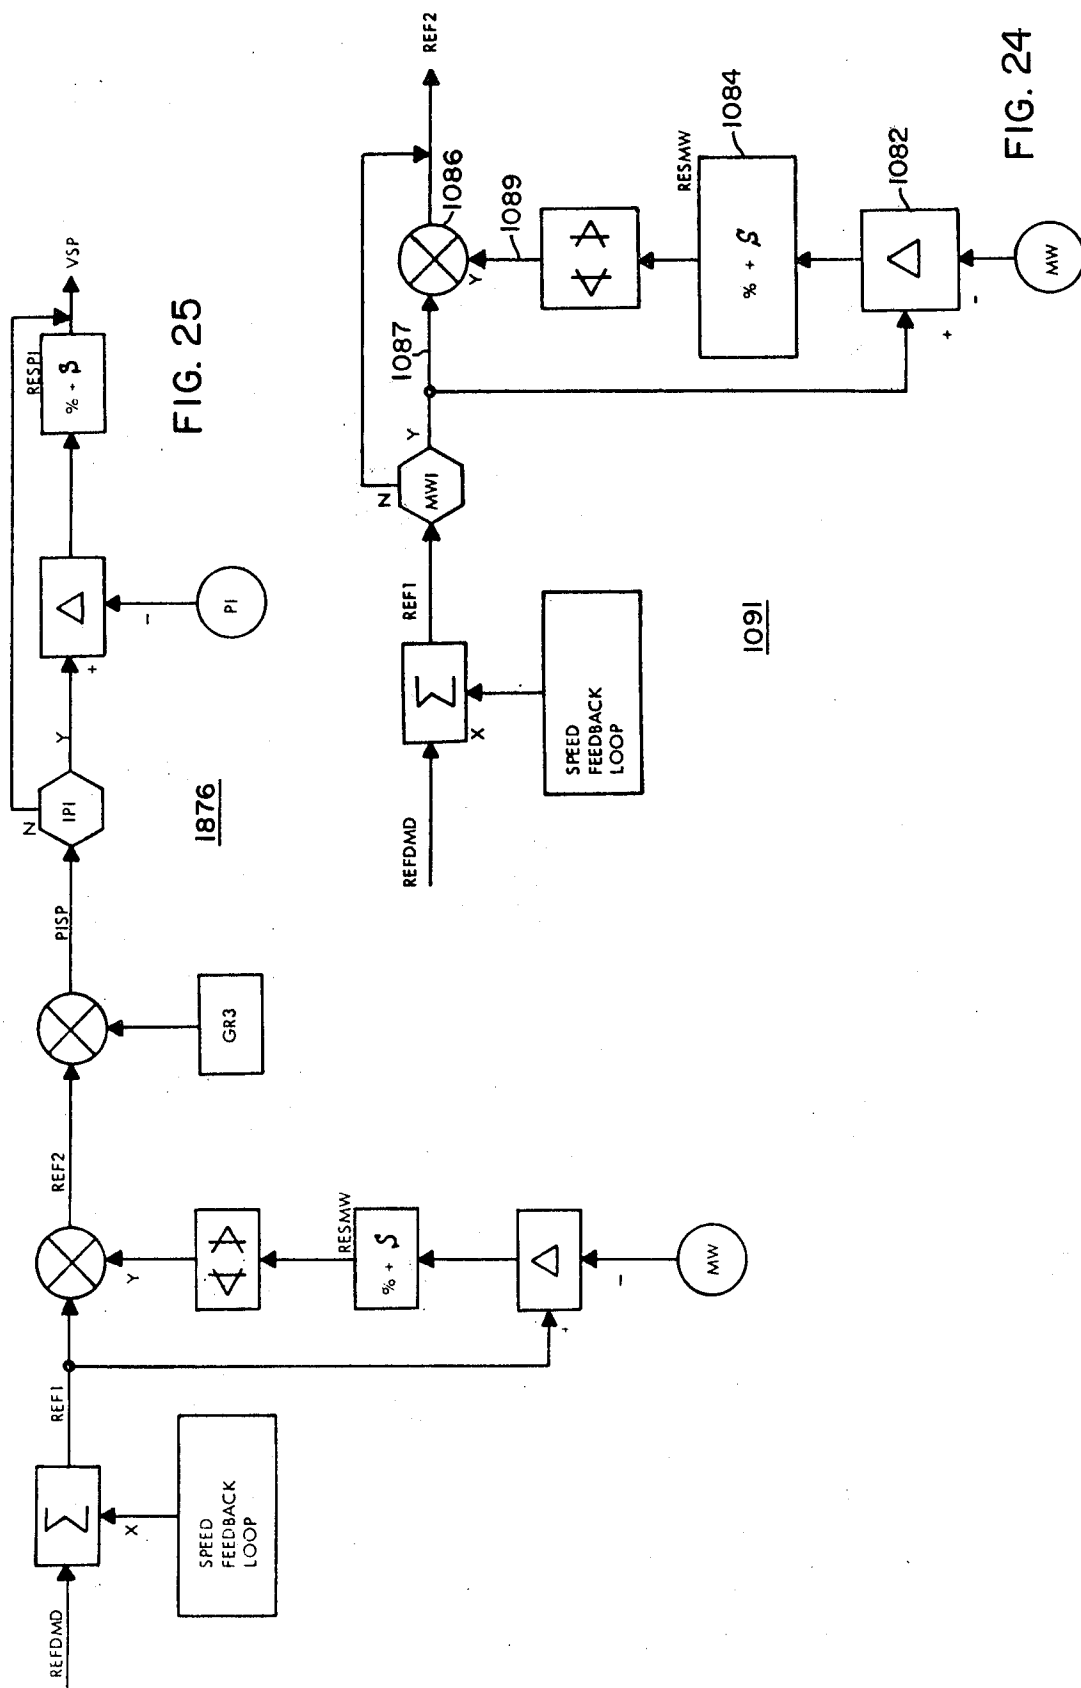 REFDMD
Σ
X
SPEED
FEEDBACK
LOOP
REF1
Y
% + ∫
RESMW
Δ
+
-
MW
REF2
GR3
PISP
IPI
N
Y
Δ
+
-
PI
RESPI
% + ∫
VSP
1876
FIG. 25
REFDMD
Σ
X
SPEED
FEEDBACK
LOOP
REF1
MWI
N
Y
1087
1086
Y
1089
RESMW
% + ∫
1084
Δ
1082
+
-
MW
REF2
1091
FIG. 24